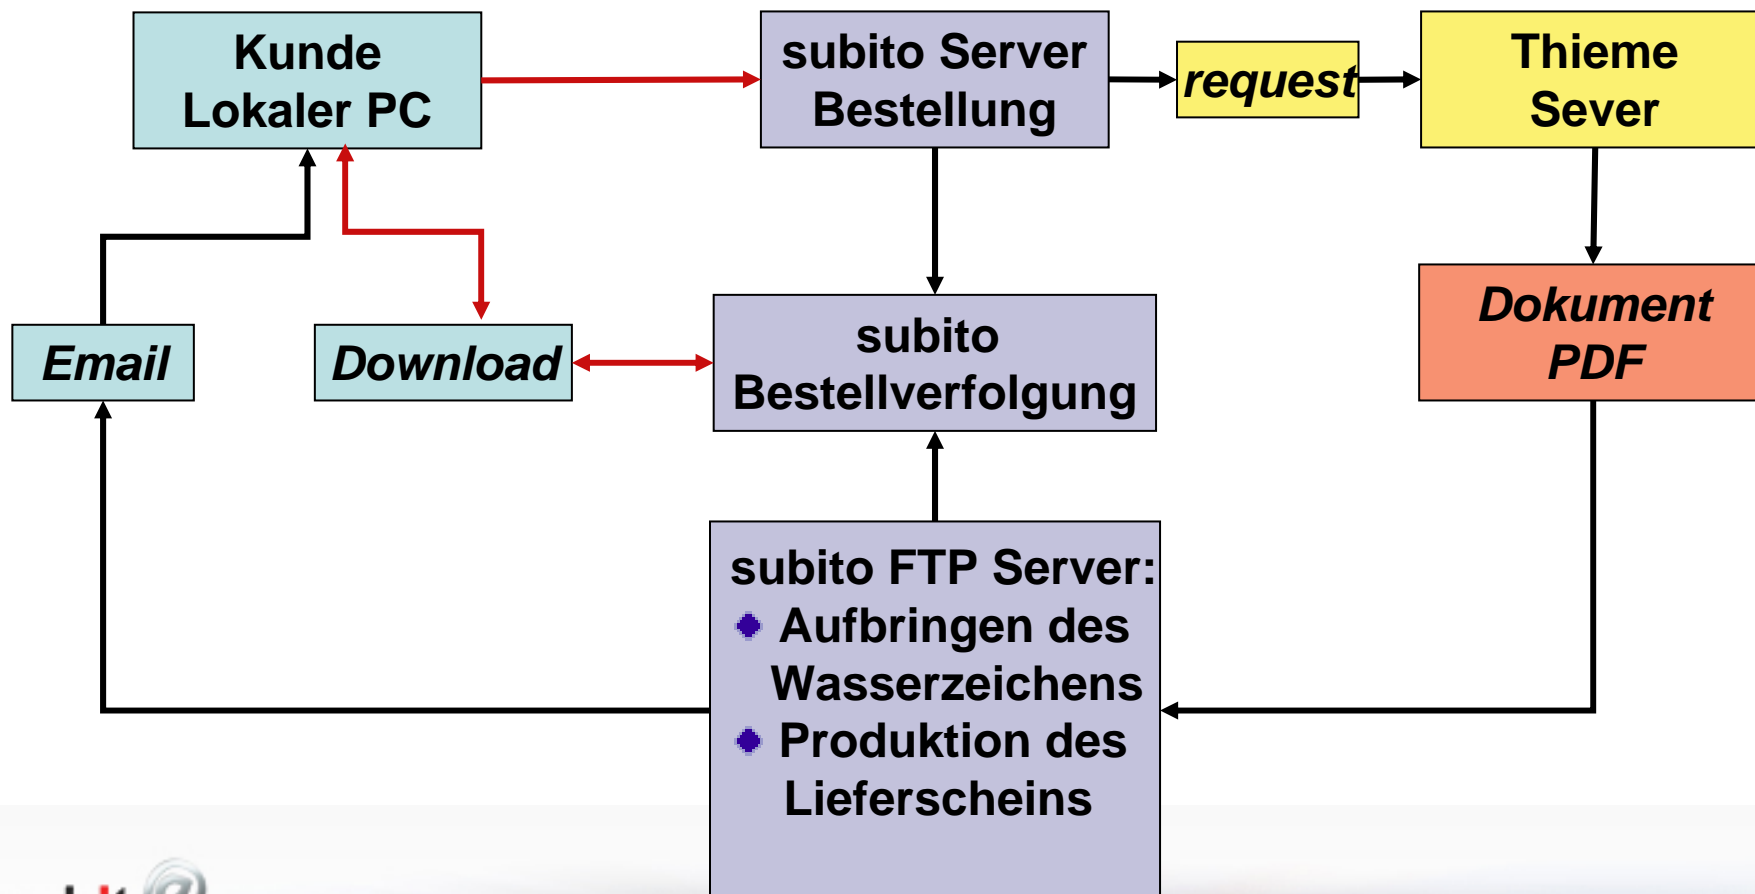 Kunde
Lokaler PC
subito Server
Bestellung
request
Thieme
Sever
Email
Download
subito
Bestellverfolgung
Dokument
PDF
subito FTP Server:
Aufbringen des
Wasserzeichens
Produktion des
Lieferscheins